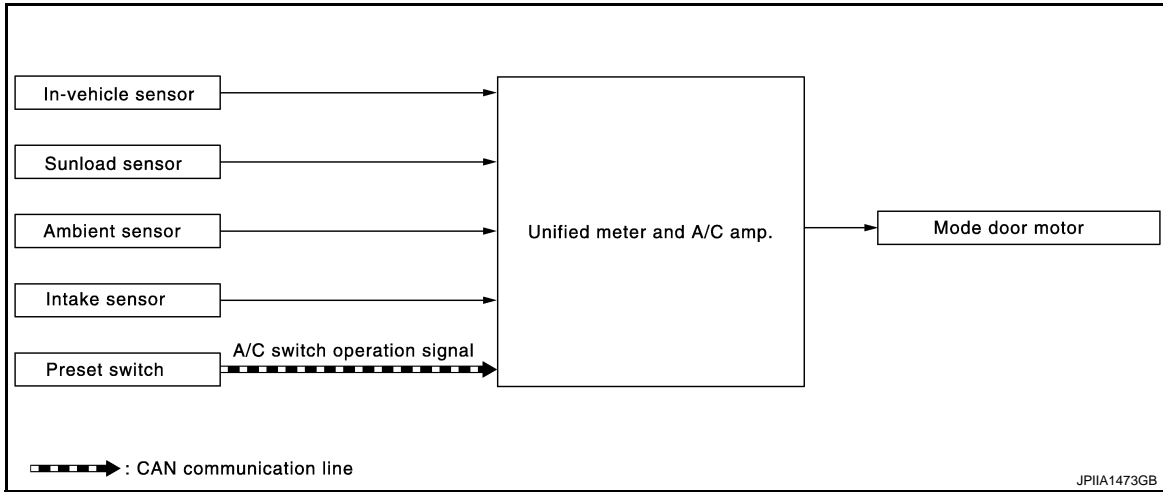 In-vehicle sensor
Sunload sensor
Ambient sensor
Intake sensor
Preset switch
A/C switch operation signal
Unified meter and A/C amp.
Mode door motor
: CAN communication line
JPIIA1473GB